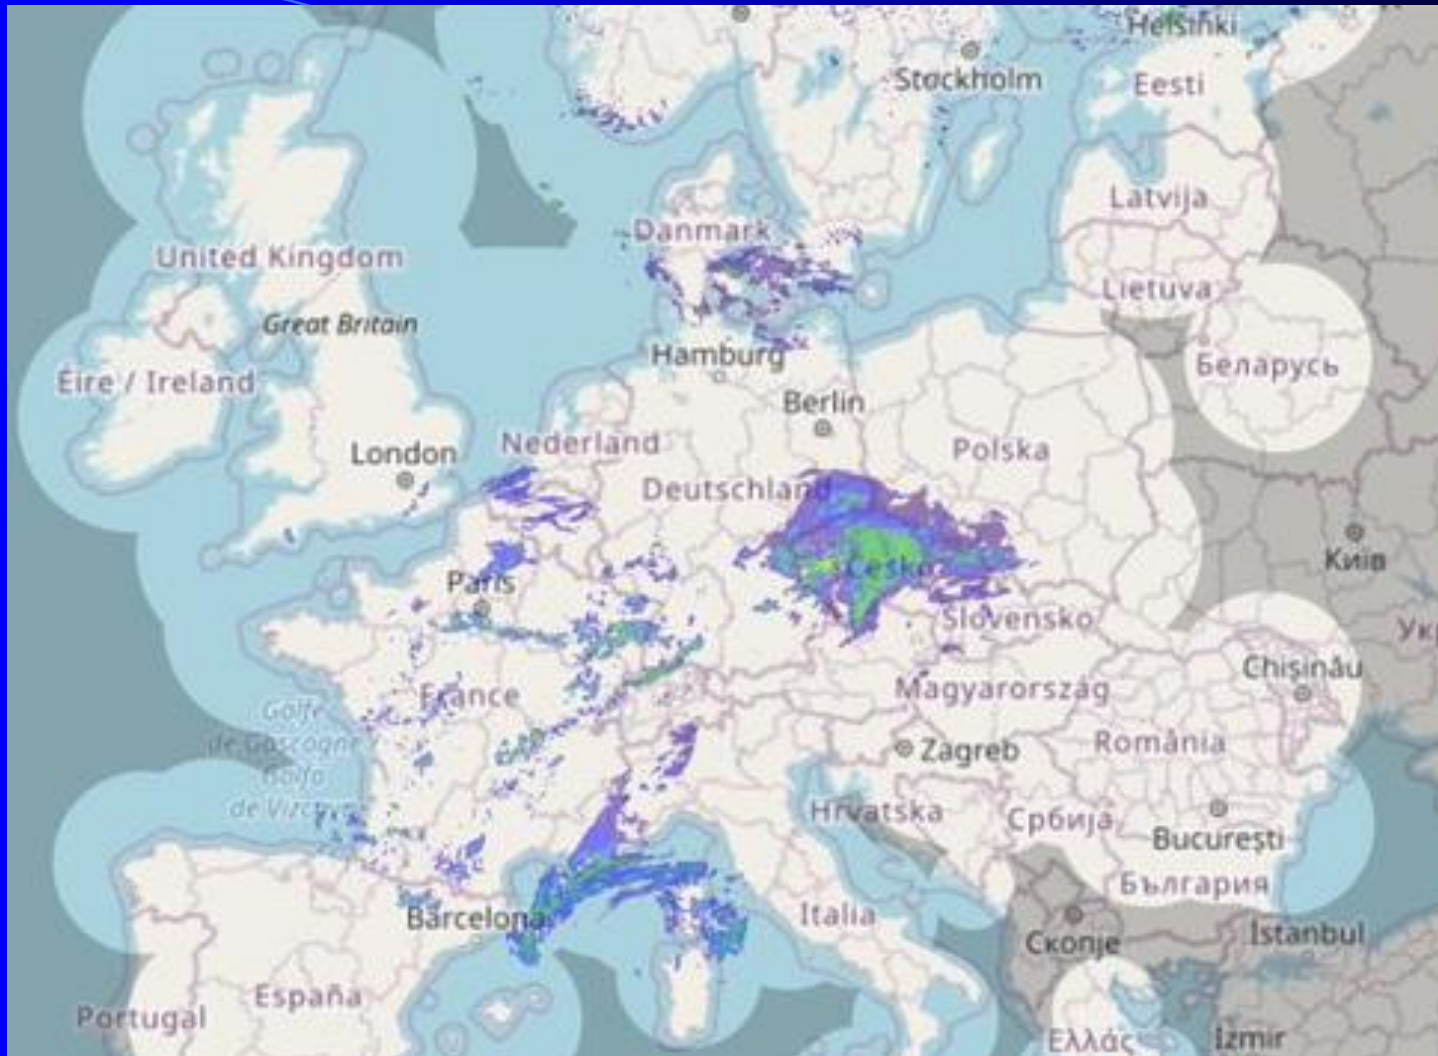 Helsinki
Stockholm
Eesti
Latvija
Danmark
United Kingdom
Lietuva
Great Britain
Hamburg
Беларусь
Éire / Ireland
Berlin
Nederland
London
Polska
Deutschland
Київ
Česko
Paris
Slovensko
Укр
Chișinău
France
Magyarország
Golfe
de Gascogne /
Golfo
de Vizcaya
Zagreb
România
Hrvatska
Србија
București
България
Barcelona
Italia
Скопје
İstanbul
España
Portugal
Ελλάς
İzmir